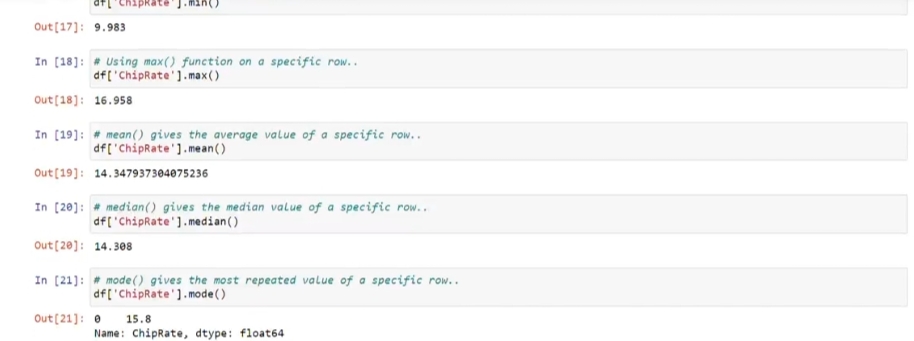 df['ChipRate'].min()
Out[17]: 9.983
In [18]: # Using max() function on a specific row..
df['ChipRate'].max()
Out[18]: 16.958
In [19]: # mean() gives the average value of a specific row..
df['ChipRate'].mean()
Out[19]: 14.347937304075236
In [20]: # median() gives the median value of a specific row..
df['ChipRate'].median()
Out[20]: 14.308
In [21]: # mode() gives the most repeated value of a specific row..
df['ChipRate'].mode()
Out[21]: 0    15.8
Name: ChipRate, dtype: float64